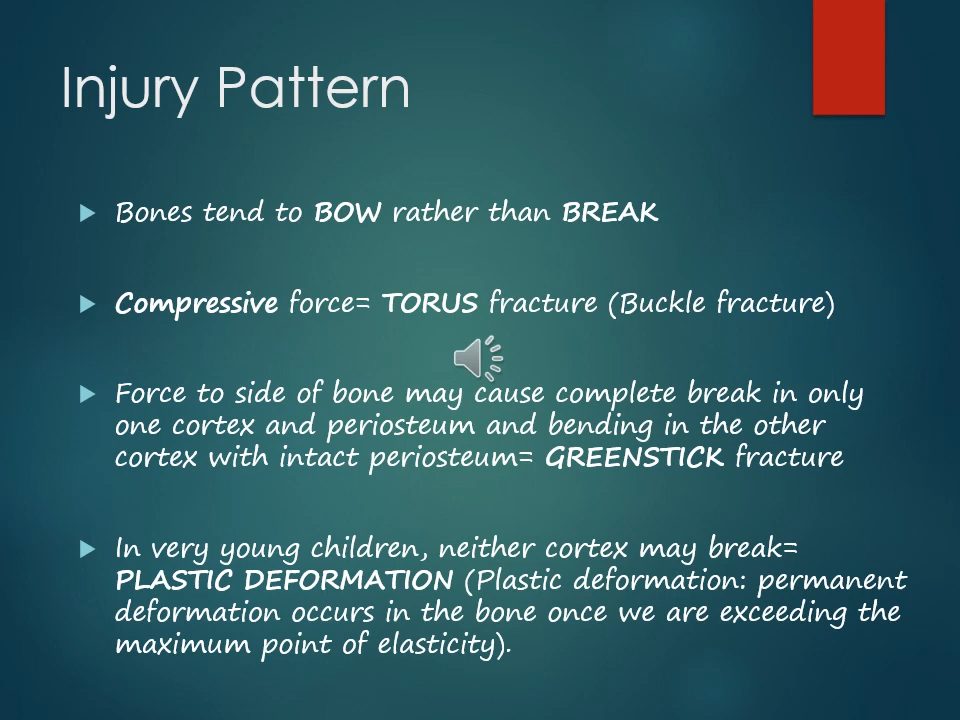 Injury Pattern
Bones tend to BOW rather than BREAK
Compressive force= TORUS fracture (Buckle fracture)
Force to side of bone may cause complete break in only
one cortex and periosteum and bending in the other
cortex with intact periosteum= GREENSTICK fracture
In very young children, neither cortex may break=
PLASTIC DEFORMATION (Plastic deformation: permanent
deformation occurs in the bone once we are exceeding the
maximum point of elasticity).